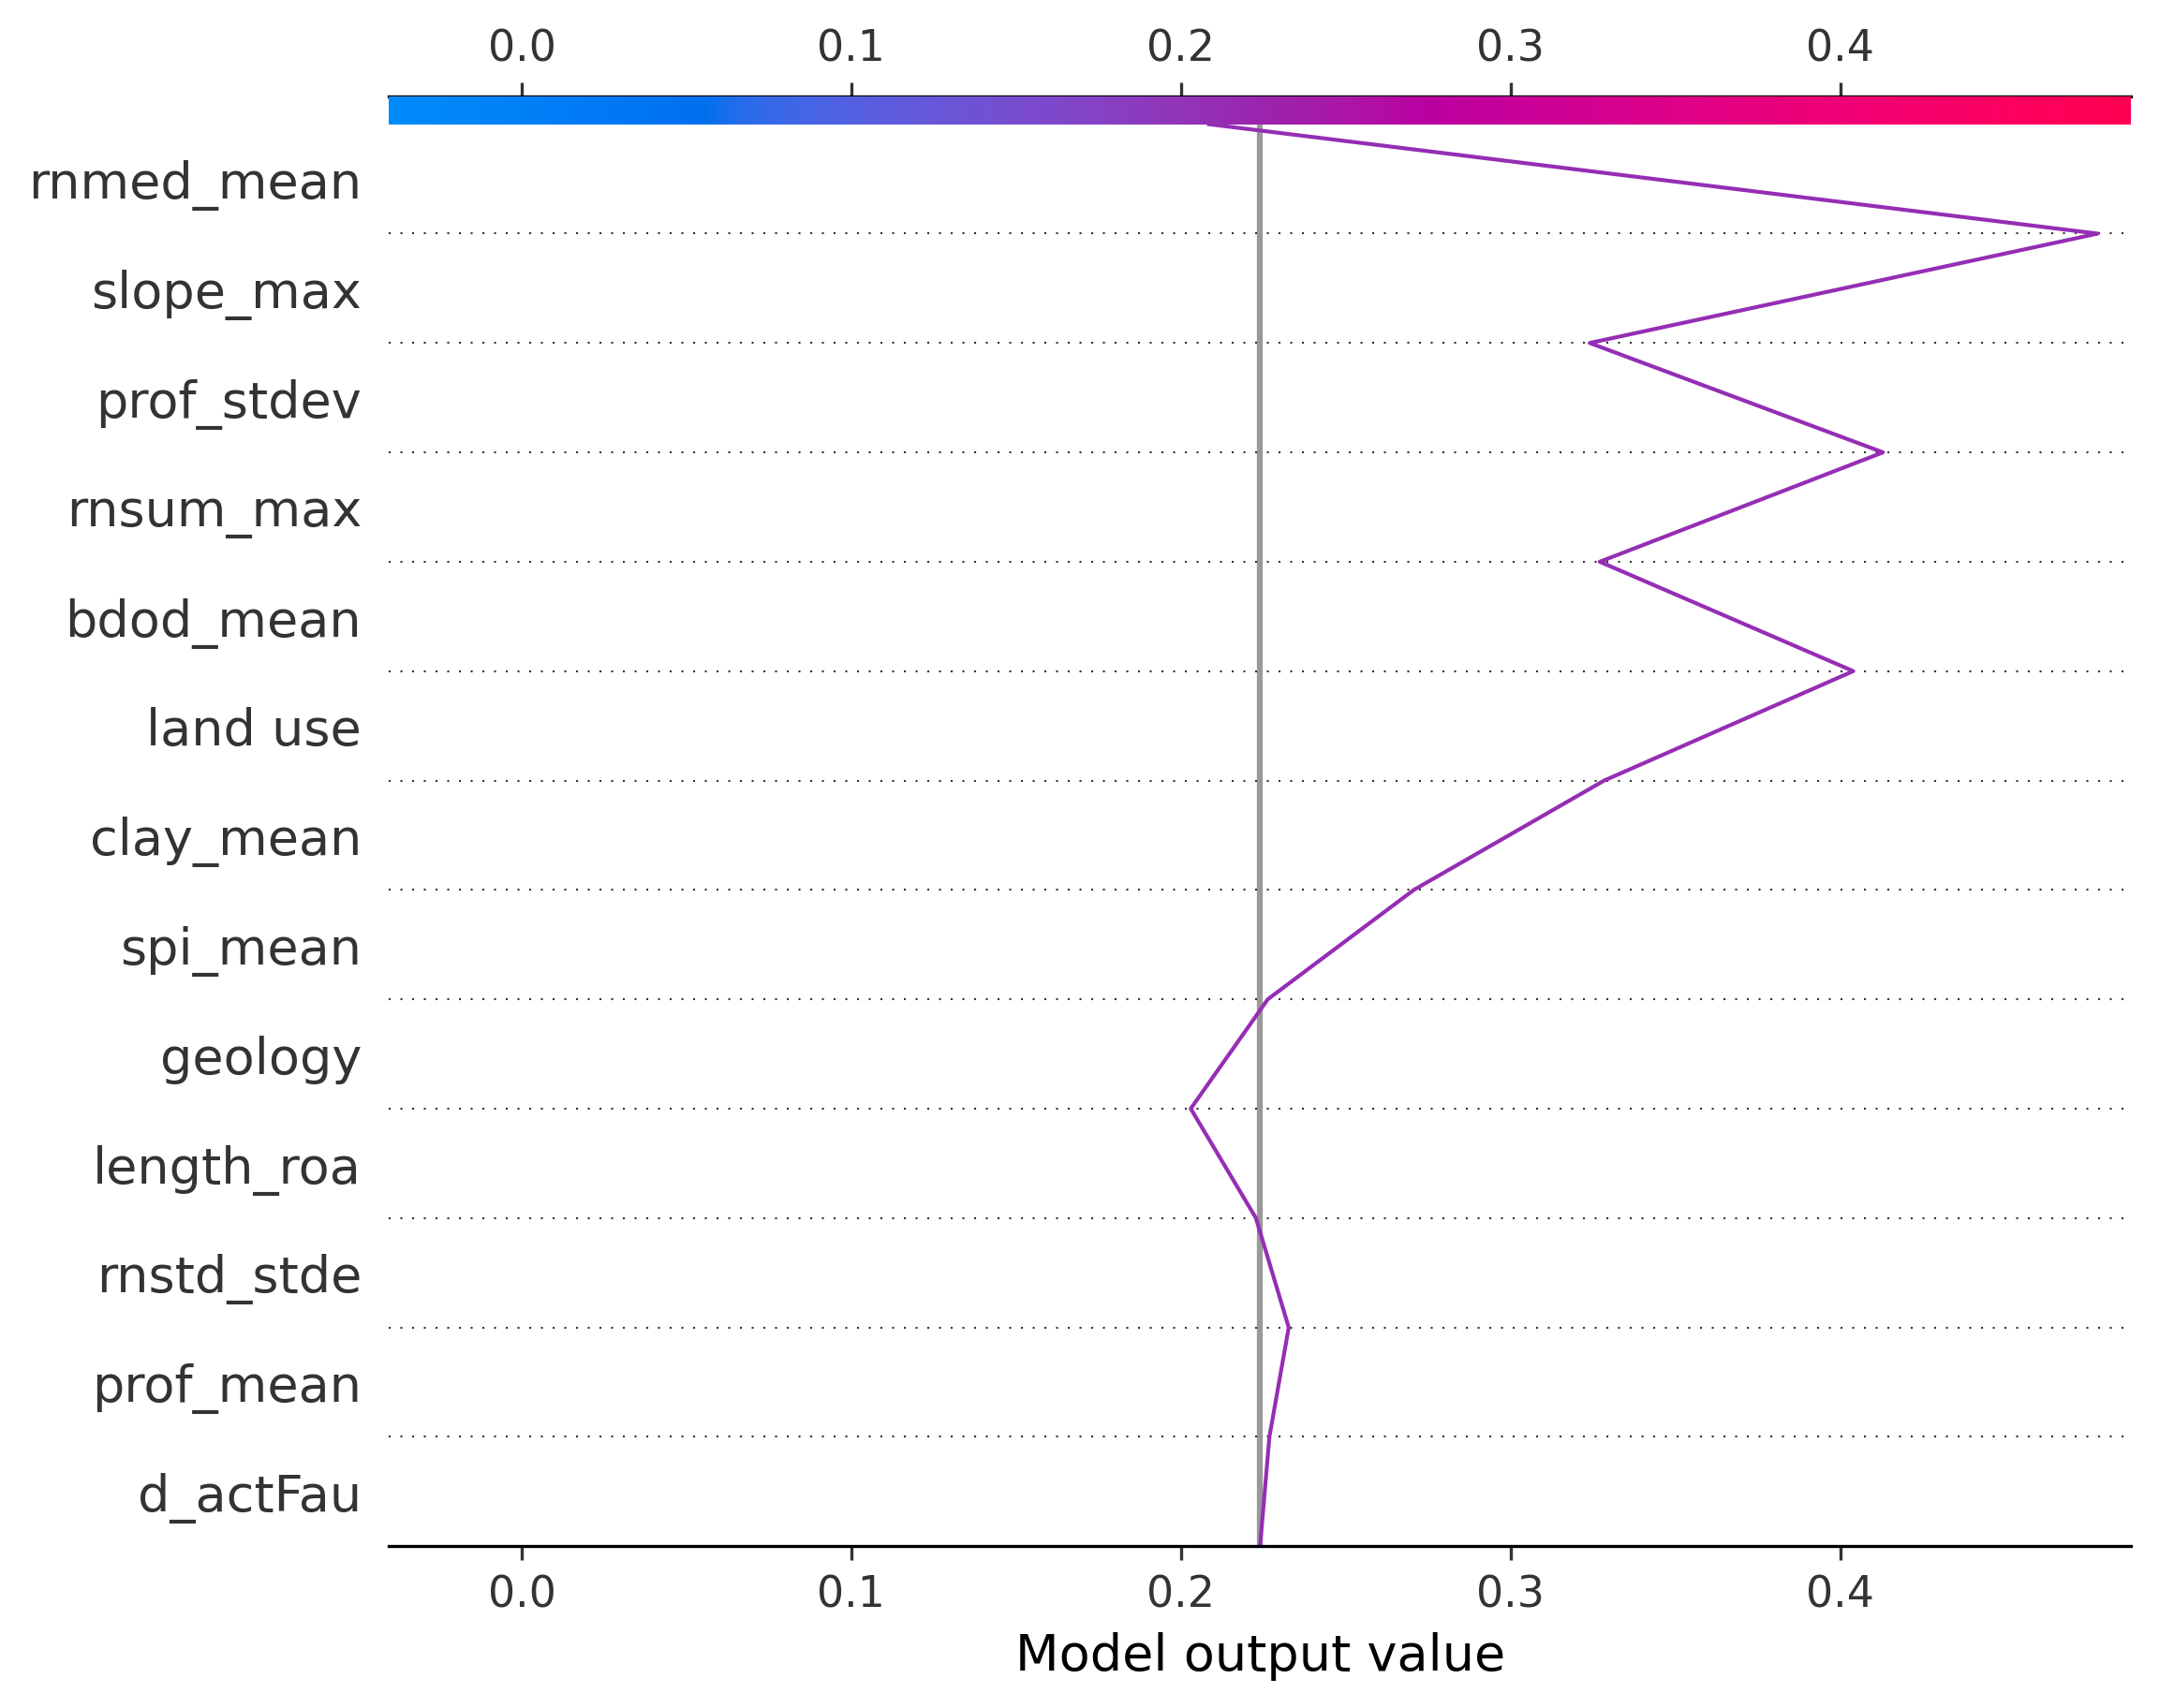 0.0 0.1 0.2 0.3 0.4
rnmed_mean
slope_max
prof_stdev
rnsum_max
bdod_mean
land use
clay_mean
spi_mean
geology
length_roa
rnstd_stde
prof_mean
d_actFau
0.0 0.1 0.2 0.3 0.4
Model output value